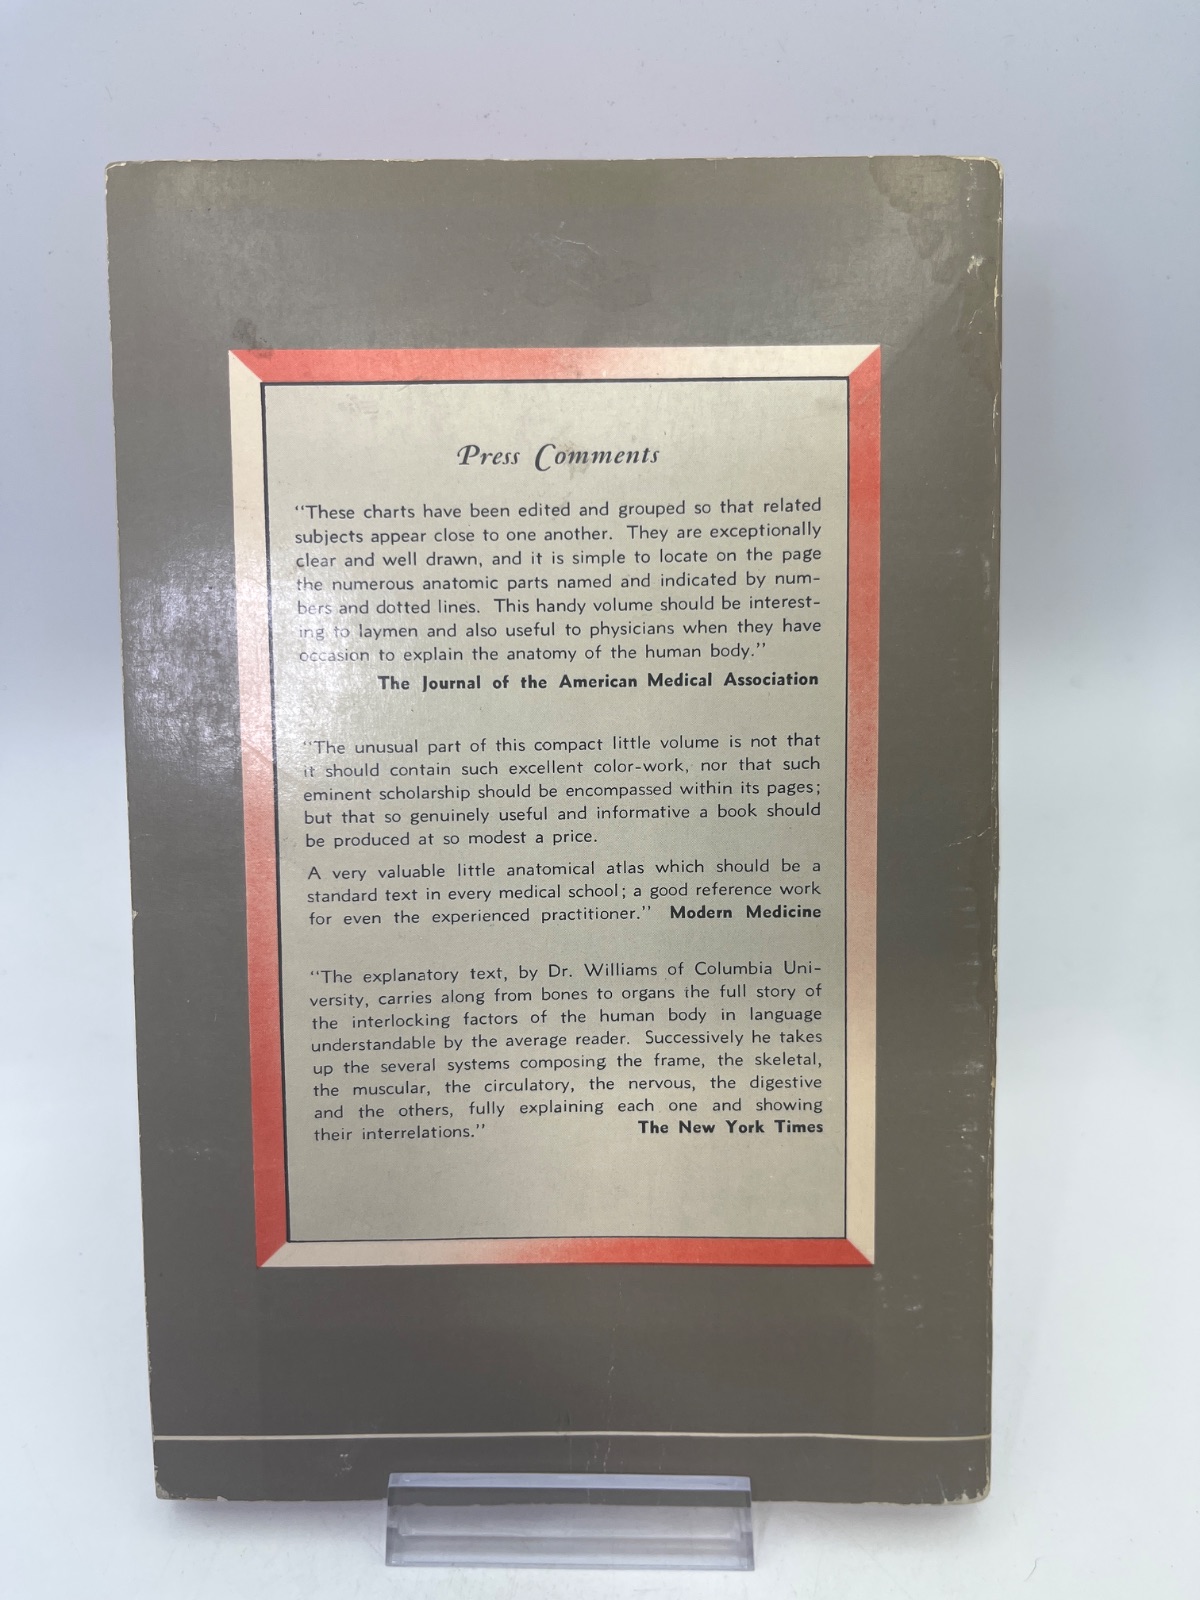 Press Comments
“These charts have been edited and grouped so that related
subjects appear close to one another. They are exceptionally
clear and well drawn, and it is simple to locate on the page
the numerous anatomic parts named and indicated by num-
bers and dotted lines. This handy volume should be interest-
ing to laymen and also useful to physicians when they have
occasion to explain the anatomy of the human body.”
The Journal of the American Medical Association
“The unusual part of this compact little volume is not that
it should contain such excellent color-work, nor that such
eminent scholarship should be encompassed within its pages;
but that so genuinely useful and informative a book should
be produced at so modest a price.
A very valuable little anatomical atlas which should be a
standard text in every medical school; a good reference work
for even the experienced practitioner.” Modern Medicine
“The explanatory text, by Dr. Williams of Columbia Uni-
versity, carries along from bones to organs the full story of
the interlocking factors of the human body in language
understandable by the average reader. Successively he takes
up the several systems composing the frame, the skeletal,
the muscular, the circulatory, the nervous, the digestive
and the others, fully explaining each one and showing
their interrelations.” The New York Times